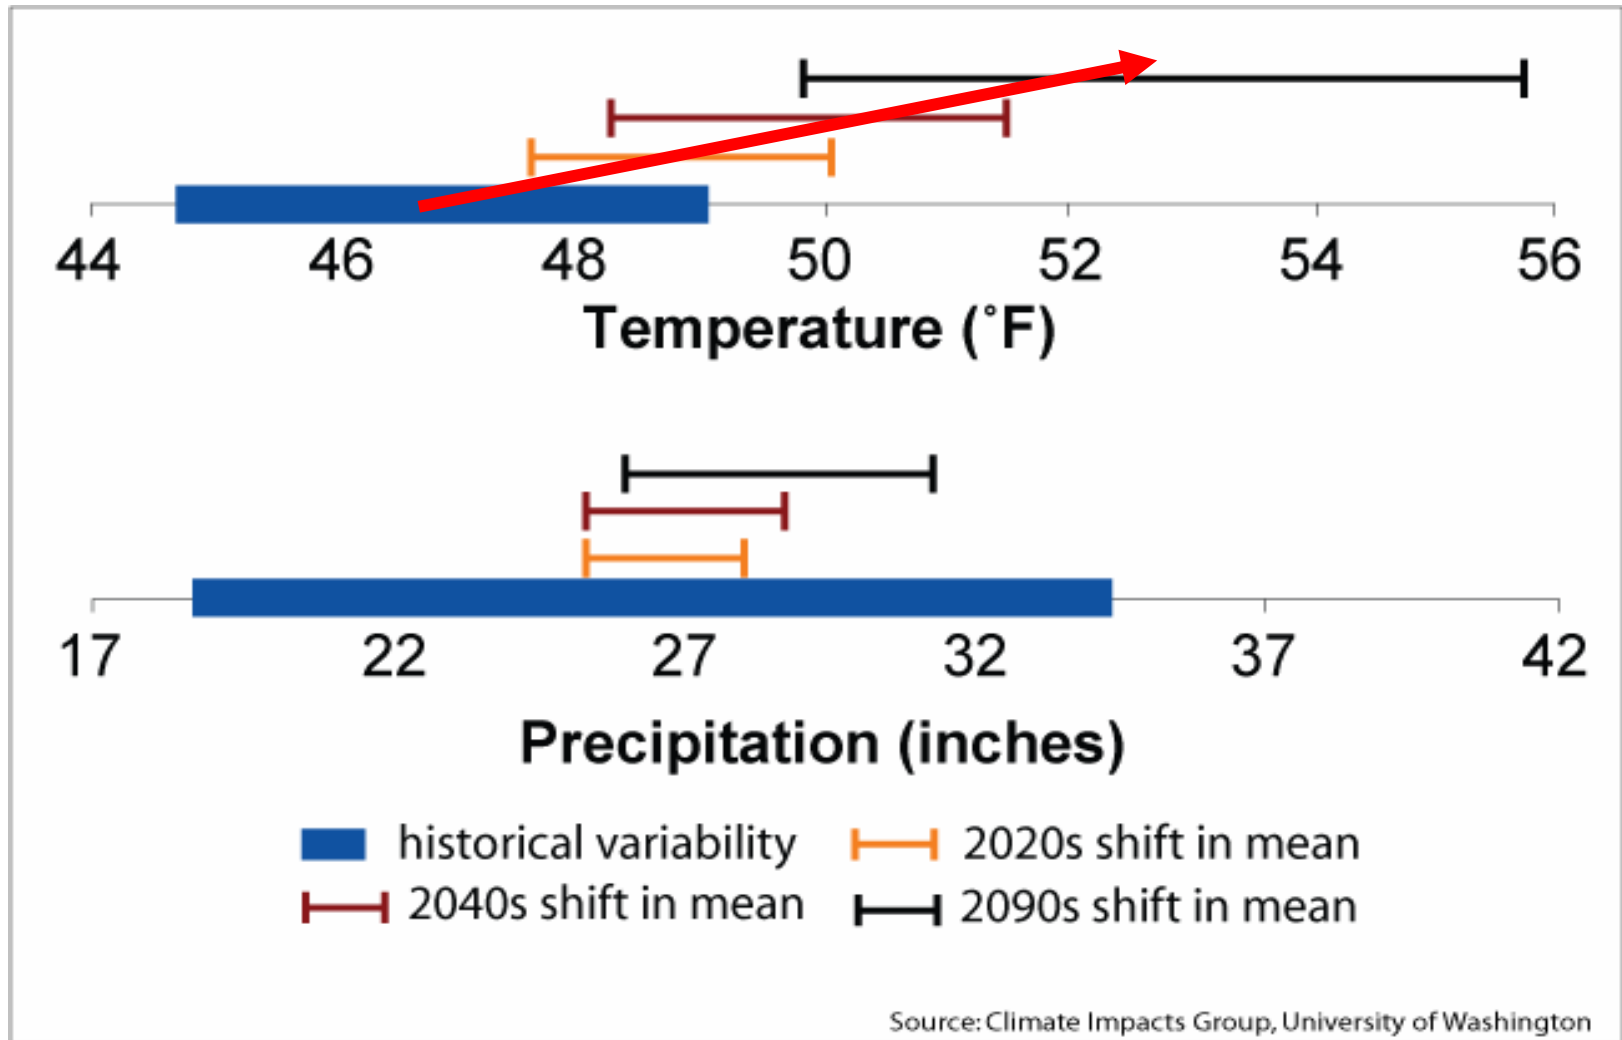 44 46 48 50 52 54 56
Temperature (˚F)
17 22 27 32 37 42
Precipitation (inches)
historical variability 2020s shift in mean
2040s shift in mean 2090s shift in mean
Source: Climate Impacts Group, University of Washington